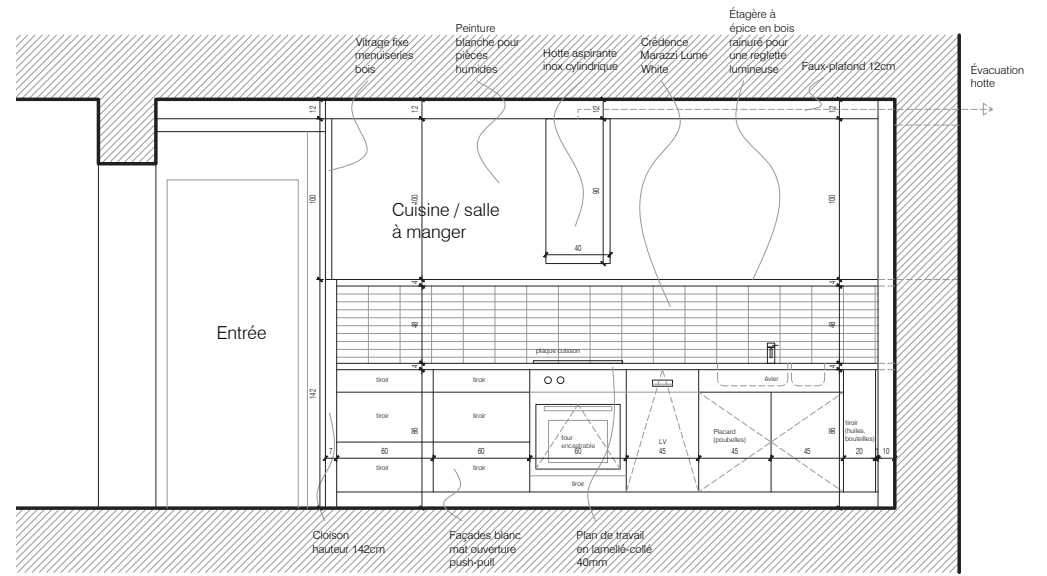 Étagère à
épice en bois
rainuré pour
une reglette
lumineuse
Peinture
blanche pour
pièces
humides
Vitrage fixe
menuiseries
bois
Hotte aspirante
inox cylindrique
Crédence
Marazzi Lume
White
Faux-plafond 12cm
Évacuation
hotte
12
12
12
12
100
100
90
100
Cuisine / salle
à manger
40
4
4
Entrée
48
48
plaque cuisson
4
4
tiroir
tiroir
évier
142
tiroir
tiroir
86
86
four
encastrable
LV
Placard
(poubelles)
tiroir
(huiles,
bouteilles)
7
60
60
60
45
45
45
20
10
tiroir
tiroir
tiroir
Cloison
hauteur 142cm
Façades blanc
mat ouverture
push-pull
Plan de travail
en lamellé-collé
40mm